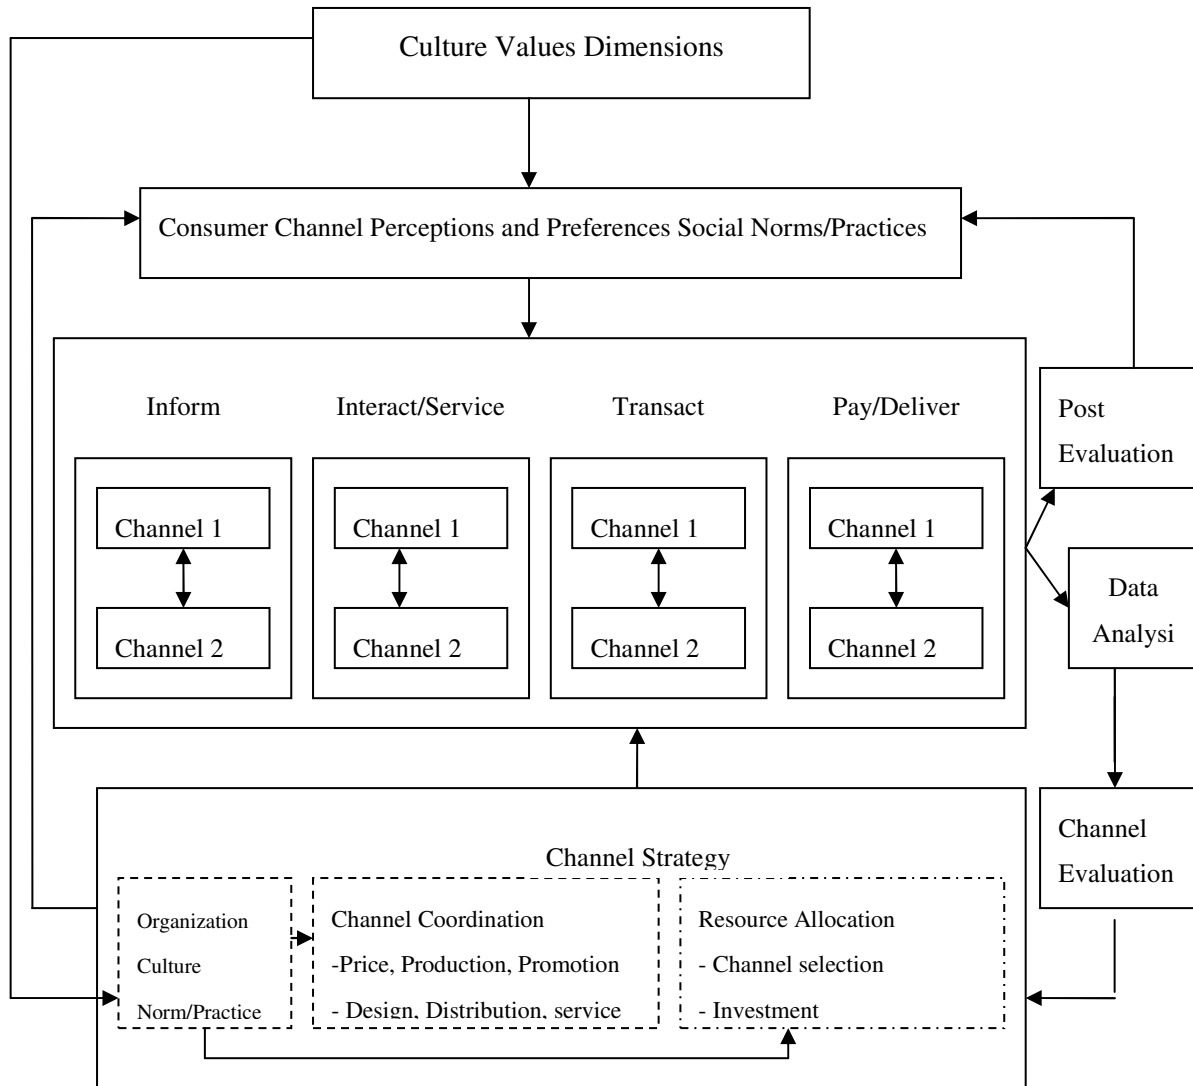 Culture Values Dimensions
Consumer Channel Perceptions and Preferences Social Norms/Practices
Inform
Interact/Service
Transact
Pay/Deliver
Channel 1
Channel 2
Channel 1
Channel 2
Channel 1
Channel 2
Channel 1
Channel 2
Post
Evaluation
Data
Analysi
Channel
Evaluation
Channel Strategy
Organization
Culture
Norm/Practice
Channel Coordination
-Price, Production, Promotion
- Design, Distribution, service
Resource Allocation
- Channel selection
- Investment